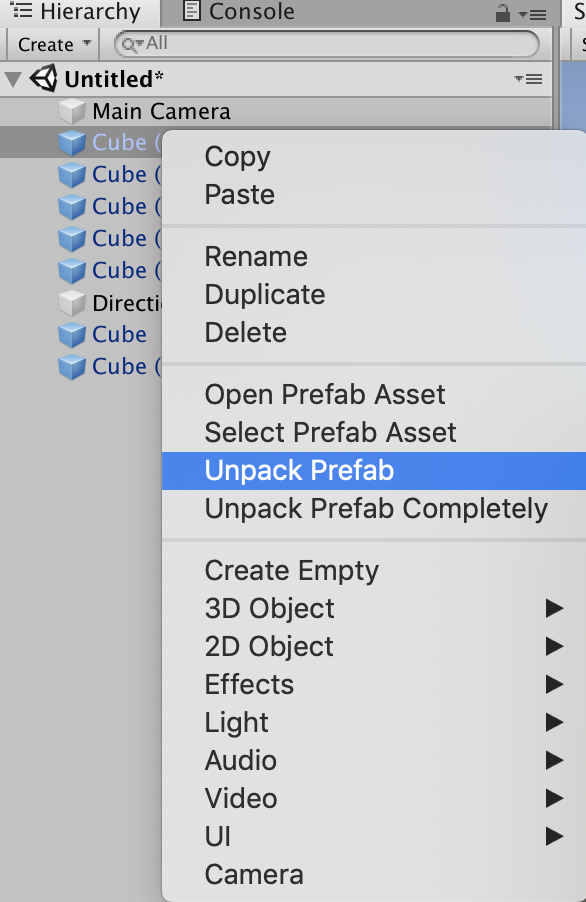 Hierarchy Console S
Create All S
Untitled*
Main Camera
Cube (
Cube (
Cube (
Cube (
Cube (
Directi
Cube
Cube (
Copy
Paste
Rename
Duplicate
Delete
Open Prefab Asset
Select Prefab Asset
Unpack Prefab
Unpack Prefab Completely
Create Empty
3D Object
2D Object
Effects
Light
Audio
Video
UI
Camera